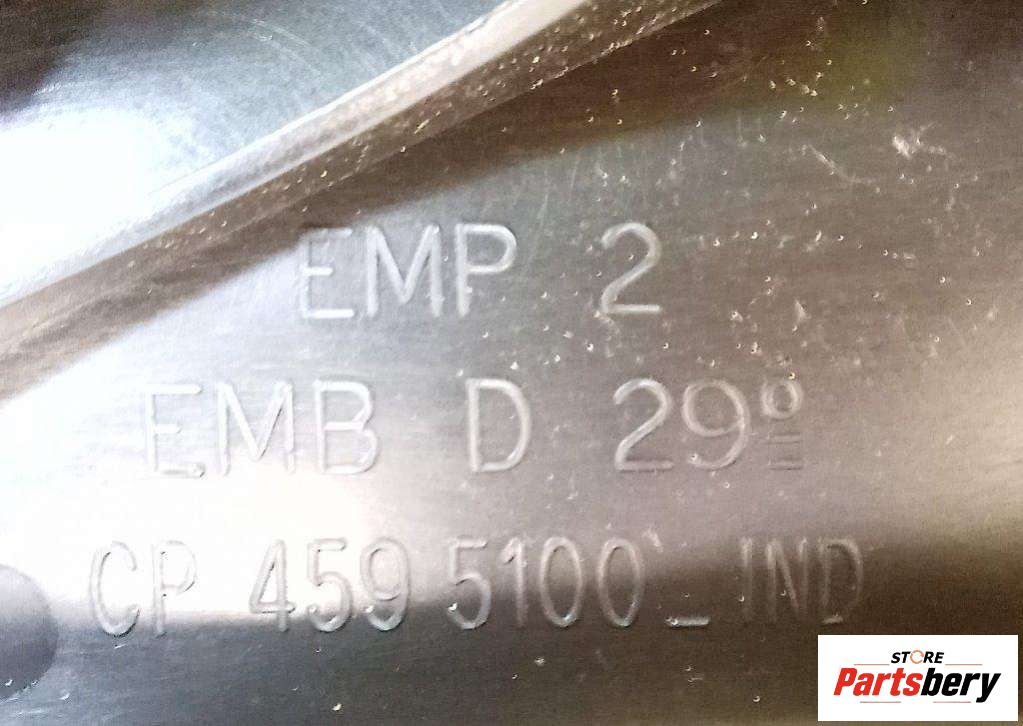 EMP 2
EMB D 29º
CP 459 5100_IND
STORE
Partsbery